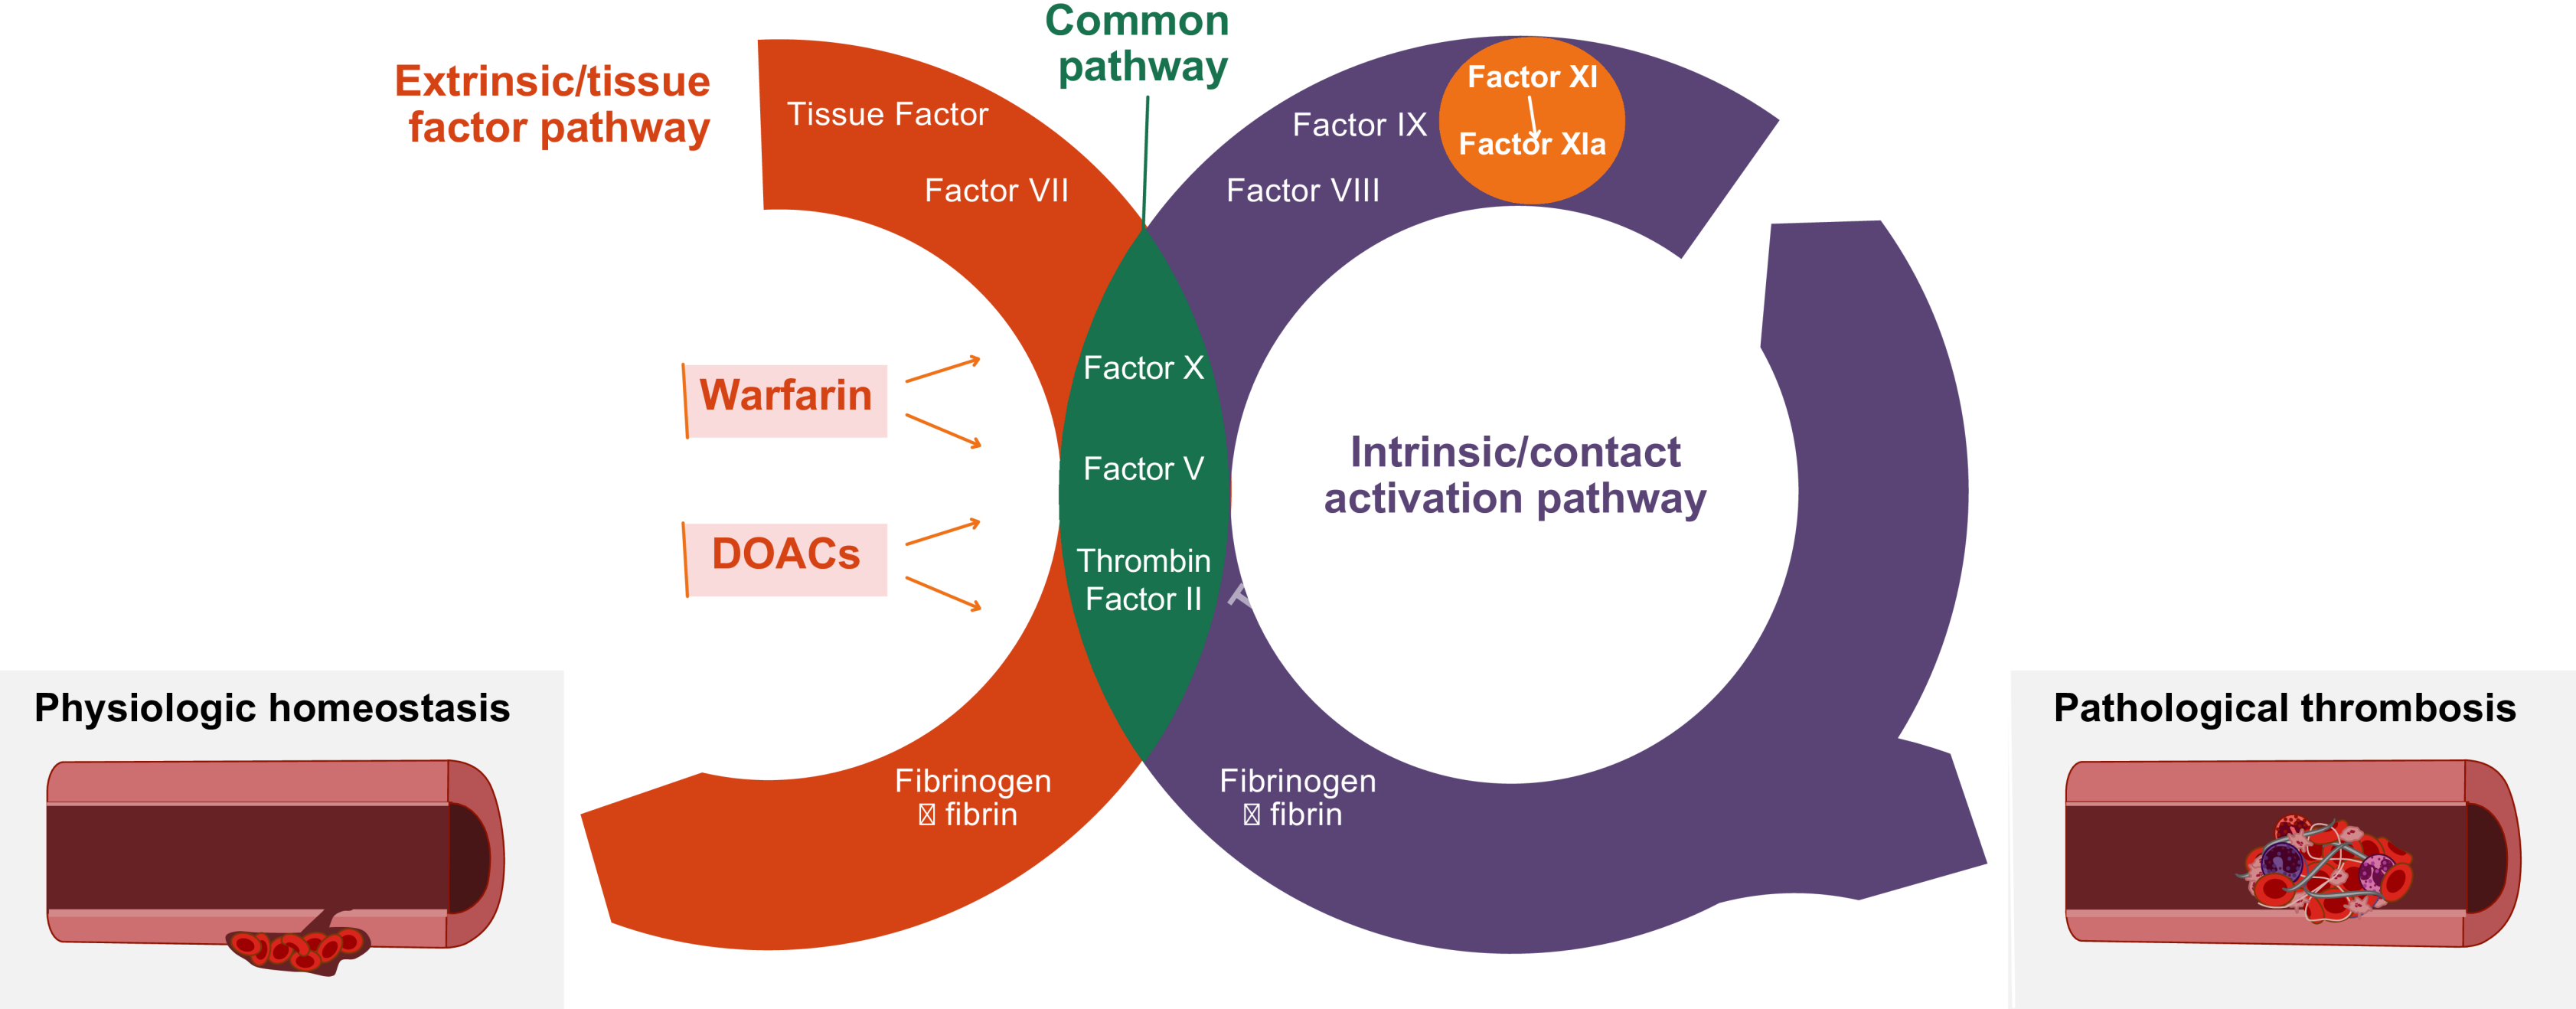 Common
pathway
Extrinsic/tissue
factor pathway
Tissue Factor
Factor VII
Factor XI
Factor XIa
Factor IX
Factor VIII
Factor X
Factor V
Thrombin
Factor II
Warfarin
DOACs
Intrinsic/contact
activation pathway
Fibrinogen
fibrin
Fibrinogen
fibrin
Physiologic homeostasis
Pathological thrombosis